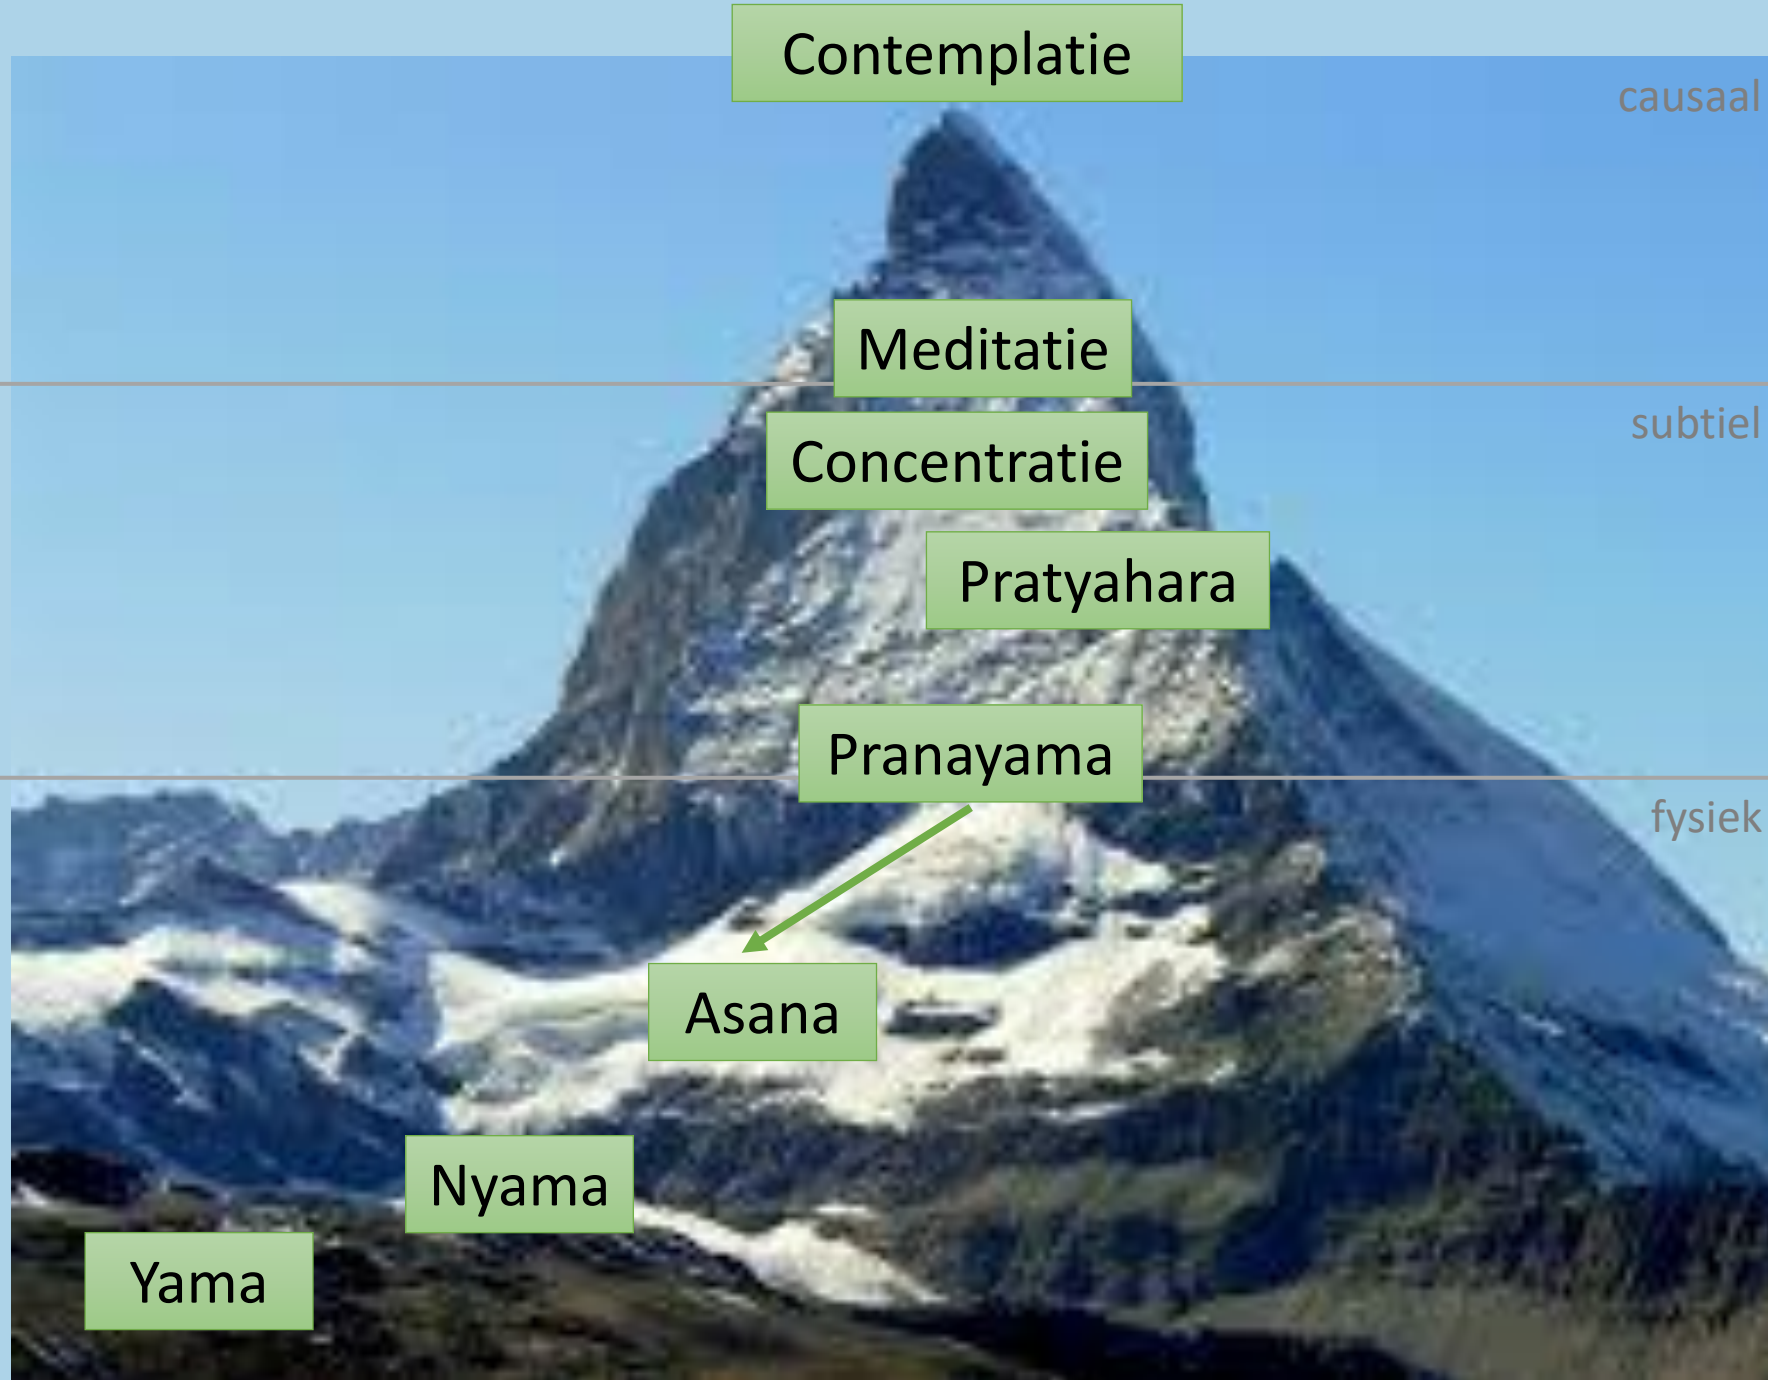 Contemplatie
causaal
Meditatie
subtiel
Concentratie
Pratyahara
Pranayama
fysiek
Asana
Nyama
Yama